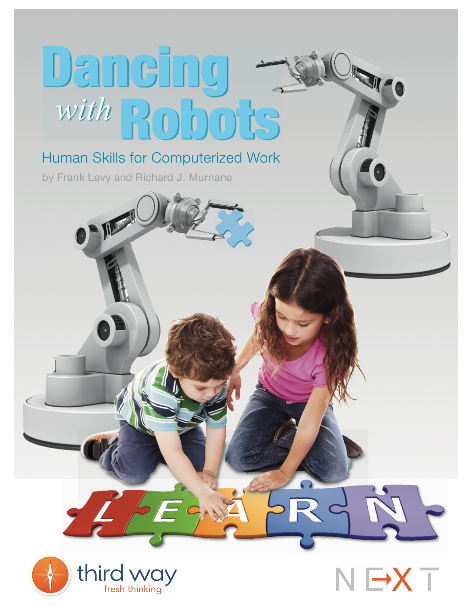 Dancing
with Robots
Human Skills for Computerized Work
by Frank Levy and Richard J. Murnane
LEARN
third way
fresh thinking
NEXT